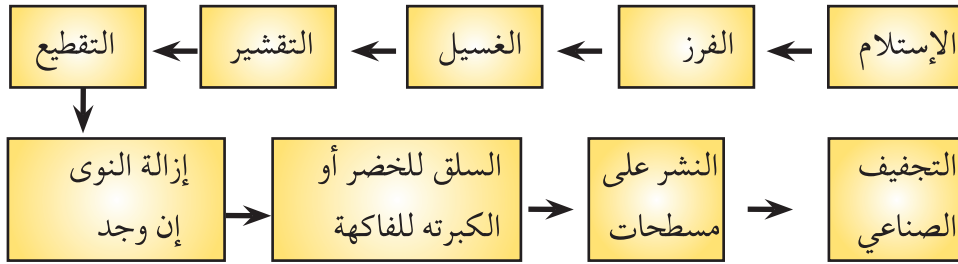 الإستلام
الفرز
الغسيل
التقشير
التقطيع
إزالة النوى
إن وجد
السلق للخضر أو
الكبرته للفاكهة
النشر على
مسطحات
التجفيف
الصناعي